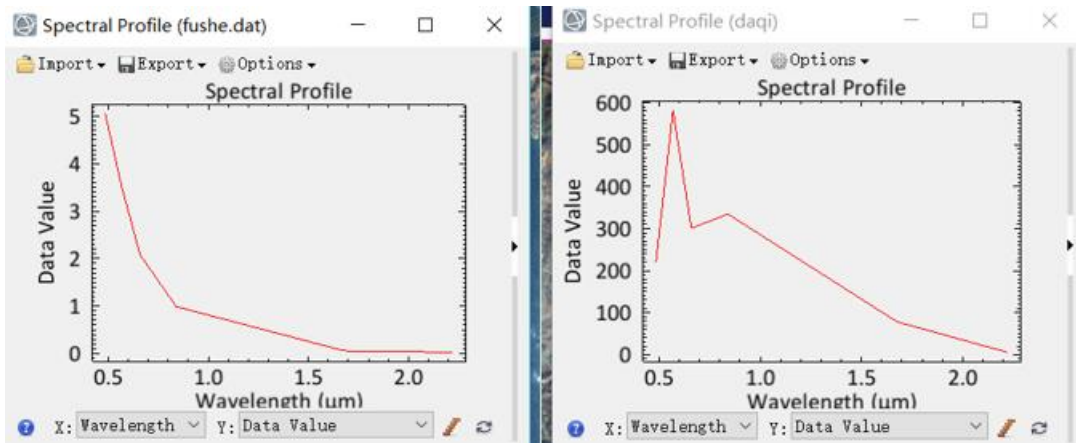 Spectral Profile (fushe.dat)
Import Export Options
Spectral Profile
5
4
3
2
1
0
Data Value
0.5 1.0 1.5 2.0
Wavelength (μm)
X: Wavelength Y: Data Value
Spectral Profile (daqi)
Import Export Options
Spectral Profile
600
500
400
300
200
100
0
Data Value
0.5 1.0 1.5 2.0
Wavelength (μm)
X: Wavelength Y: Data Value